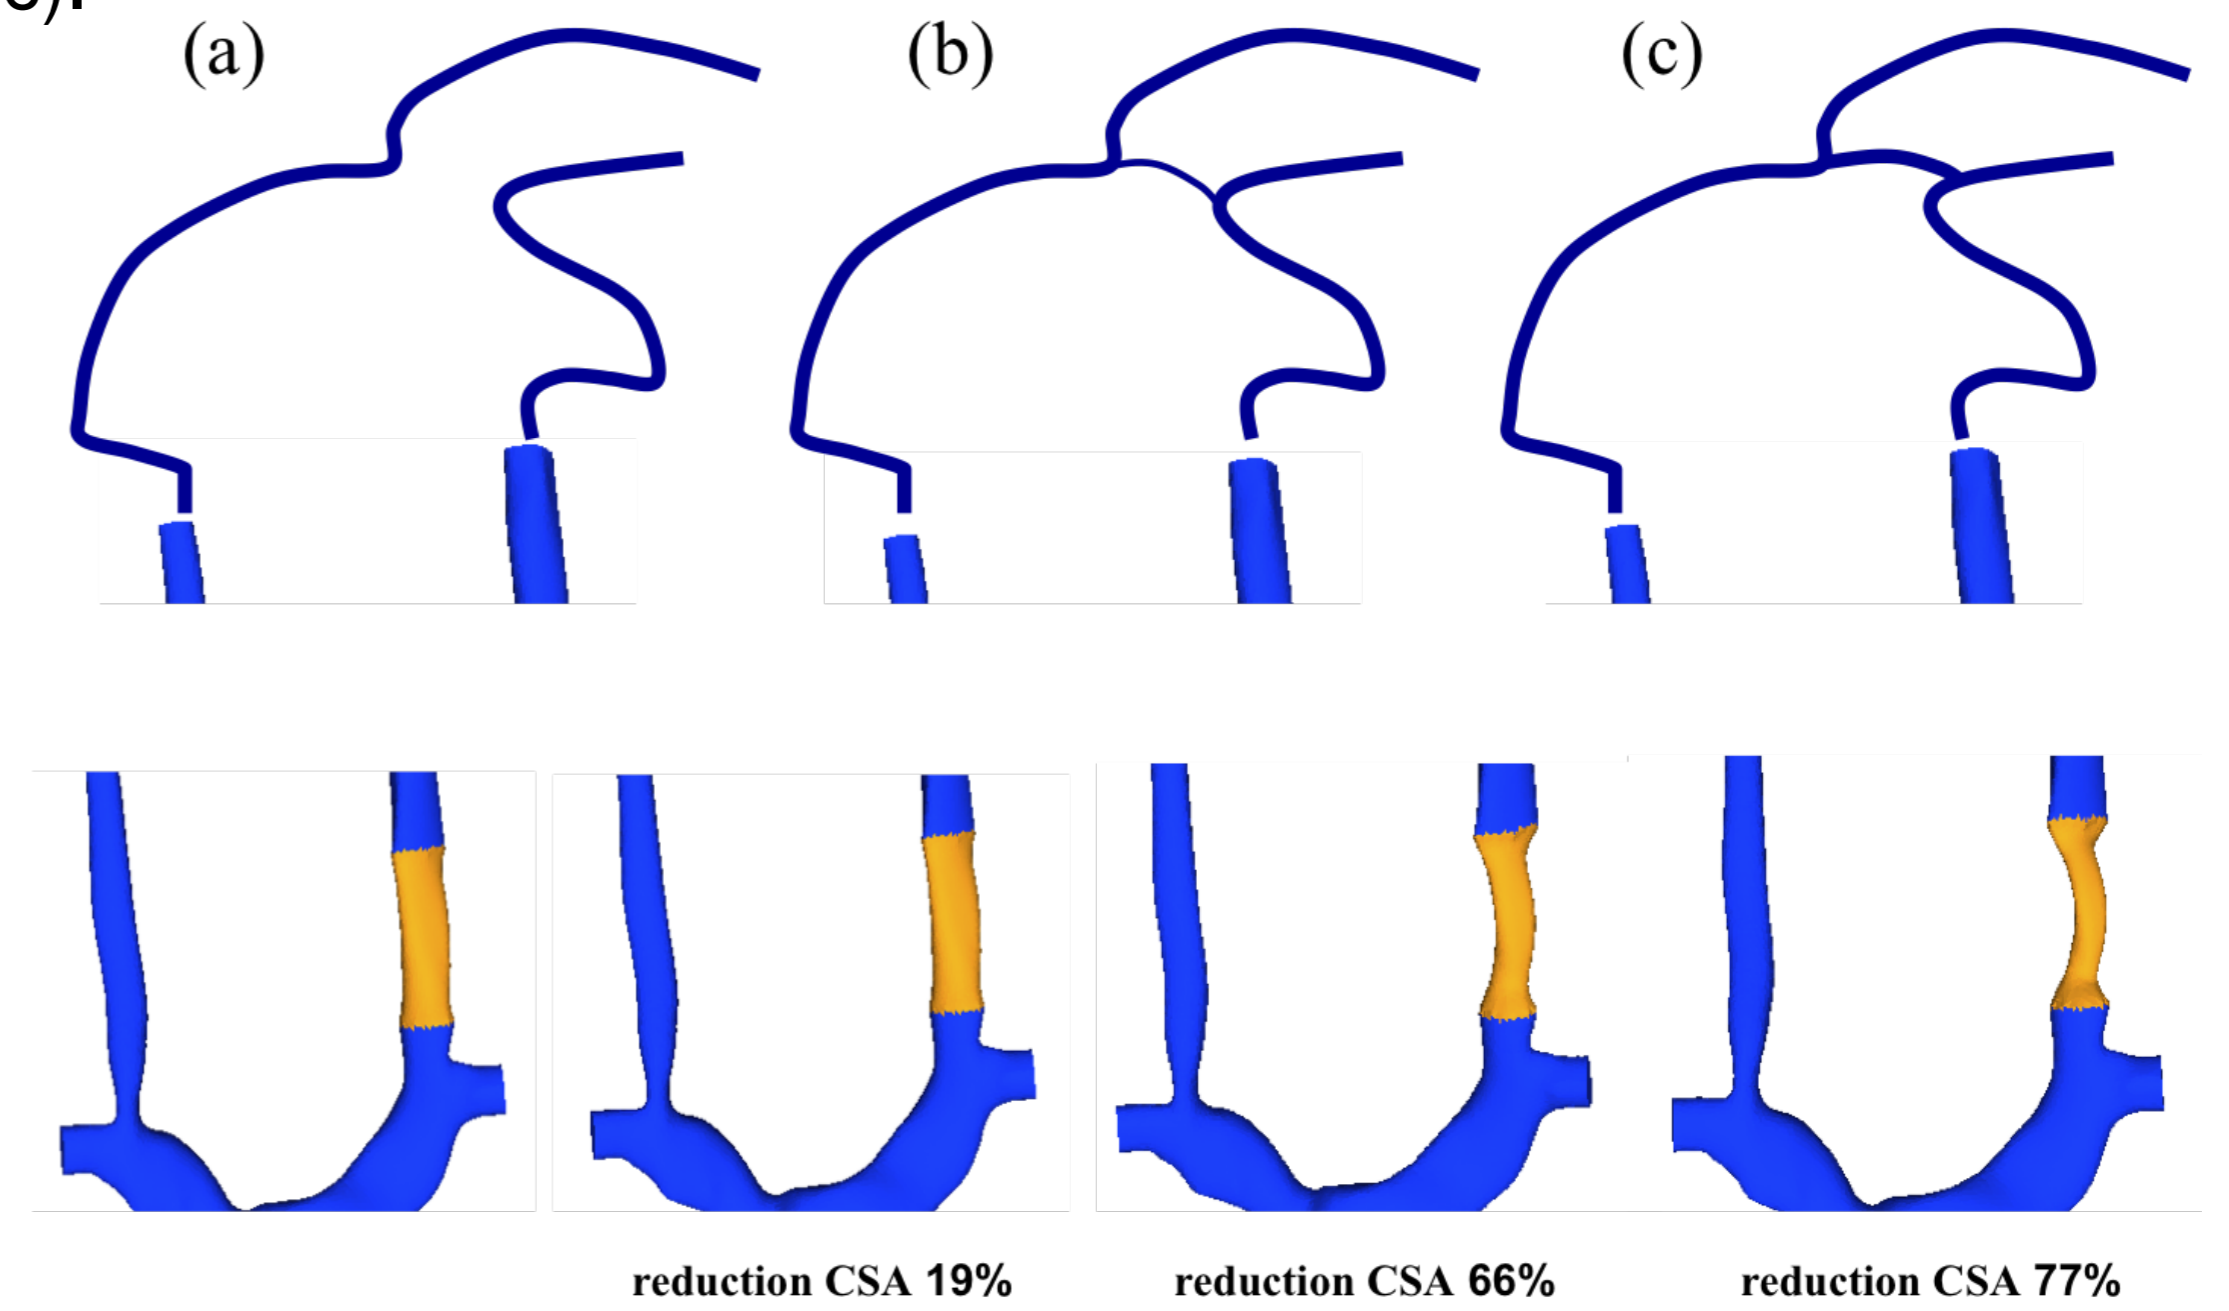 (a)
(b)
(c)
reduction CSA 19%
reduction CSA 66%
reduction CSA 77%